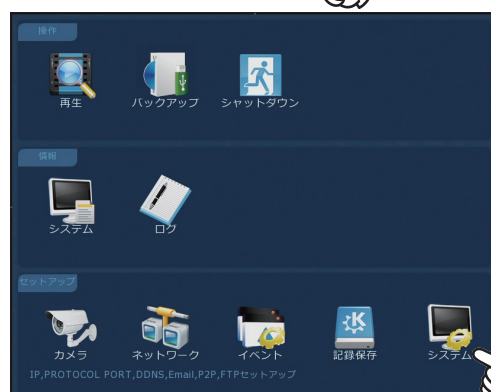 操作
再生 バックアップ シャットダウン
情報
システム ログ
セットアップ
カメラ ネットワーク イベント 記録保存 システム
IP,PROTOCOL PORT,DDNS,Email,P2P,FTPセットアップ